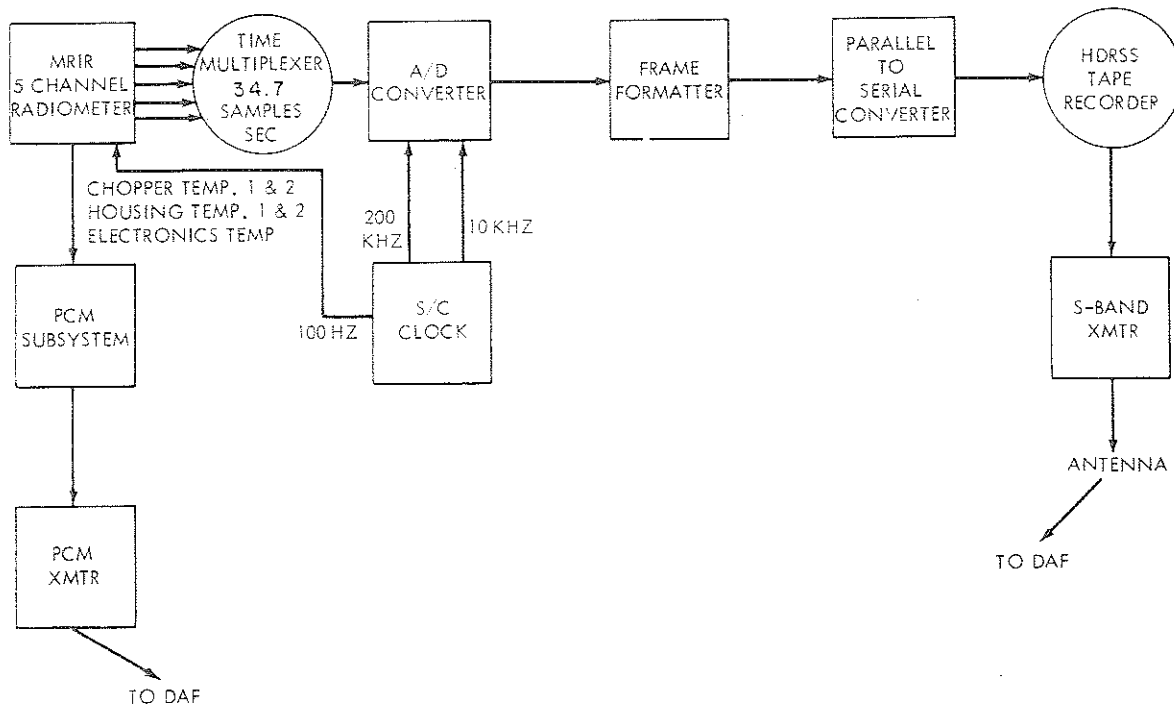 MRIR
5 CHANNEL
RADIOMETER
TIME
MULTIPLEXER
34.7
SAMPLES
SEC
A/D
CONVERTER
FRAME
FORMATTER
PARALLEL
TO
SERIAL
CONVERTER
HDRSS
TAPE
RECORDER
CHOPPER TEMP. 1 & 2
HOUSING TEMP. 1 & 2
ELECTRONICS TEMP
200
KHZ
10 KHZ
PCM
SUBSYSTEM
100 HZ
S/C
CLOCK
S-BAND
XMTR
ANTENNA
TO DAF
PCM
XMTR
TO DAF